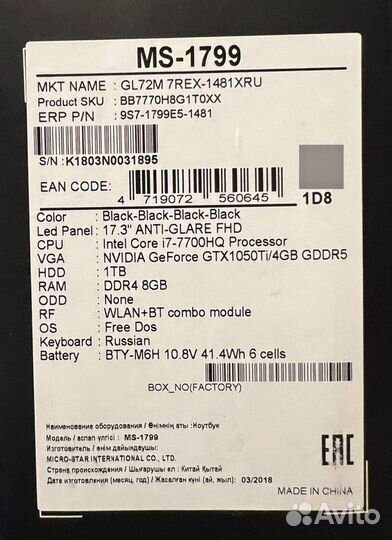 MS-1799
MKT NAME : GL72M 7REX-1481XRU
Product SKU : BB7770H8G1T0XX
ERP P/N : 9S7-1799E5-1481
S/N:K1803N0031895
EAN CODE:
4 719072 560645
1D8
Color : Black-Black-Black-Black
Led Panel: 17.3" ANTI-GLARE FHD
CPU : Intel Core i7-7700HQ Processor
VGA : NVIDIA GeForce GTX1050Ti/4GB GDDR5
HDD : 1TB
RAM : DDR4 8GB
ODD : None
RF : WLAN+BT combo module
OS : Free Dos
Keyboard : Russian
Battery : BTY-M6H 10.8V 41.4Wh 6 cells
BOX_NO(FACTORY)
Наименование оборудования / Өнімнің аты : Ноутбук
Модель / аспап үлгісі : MS-1799
Изготовитель / өнім дайындаушы:
MICRO-STAR INTERNATIONAL CO., LTD.
Страна происхождения / Шығарушы ел : Китай Қытай
Дата изготовления (месяц, год) / Жасалған күні (ай, жыл): 03/2018
EAC
MADE IN CHINA
Avito